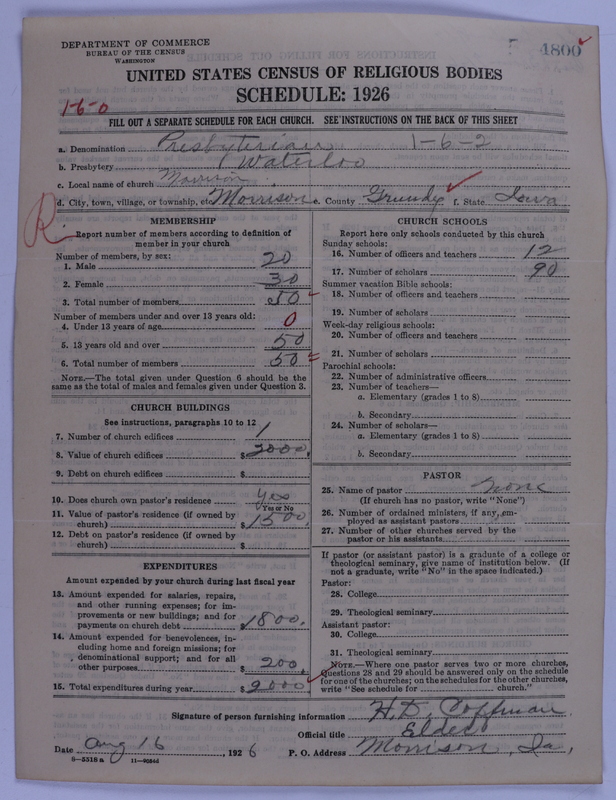 DEPARTMENT OF COMMERCE
BUREAU OF THE CENSUS
WASHINGTON
4800
UNITED STATES CENSUS OF RELIGIOUS BODIES
SCHEDULE: 1926
1-6-0
FILL OUT A SEPARATE SCHEDULE FOR EACH CHURCH. SEE INSTRUCTIONS ON THE BACK OF THIS SHEET
a. Denomination Presbyterian 1-6-2
b. Presbytery Waterloo
c. Local name of church Morrison
d. City, town, village, or township, etc. Morrison e. County Grundy f. State Iowa
R
MEMBERSHIP
Report number of members according to definition of
member in your church
Number of members, by sex:
1. Male 20
2. Female 30
3. Total number of members 50
Number of members under and over 13 years old:
4. Under 13 years of age 0
5. 13 years old and over 50
6. Total number of members 50
NOTE.—The total given under Question 6 should be the
same as the total of males and females given under Question 3.
CHURCH BUILDINGS
See instructions, paragraphs 10 to 12
7. Number of church edifices 1
8. Value of church edifices $ 3000.
9. Debt on church edifices $
10. Does church own pastor's residence yes
Yes or No
11. Value of pastor's residence (if owned by
church) $ 1500.
12. Debt on pastor's residence (if owned by
church) $
EXPENDITURES
Amount expended by your church during last fiscal year
13. Amount expended for salaries, repairs,
and other running expenses; for im-
provements or new buildings; and for
payments on church debt $ 1800.
14. Amount expended for benevolences, in-
cluding home and foreign missions; for
denominational support; and for all
other purposes $ 200.
15. Total expenditures during year $ 2000
CHURCH SCHOOLS
Report here only schools conducted by this church
Sunday schools:
16. Number of officers and teachers 12
17. Number of scholars 90
Summer vacation Bible schools:
18. Number of officers and teachers
19. Number of scholars
Week-day religious schools:
20. Number of officers and teachers
21. Number of scholars
Parochial schools:
22. Number of administrative officers
23. Number of teachers—
a. Elementary (grades 1 to 8)
b. Secondary
24. Number of scholars—
a. Elementary (grades 1 to 8)
b. Secondary
PASTOR
25. Name of pastor None
(If church has no pastor, write "None")
26. Number of ordained ministers, if any, em-
ployed as assistant pastors
27. Number of other churches served by the
pastor or his assistants
If pastor (or assistant pastor) is a graduate of a college or
theological seminary, give name of institution below. (If
not a graduate, write "No" in the space indicated.)
Pastor:
28. College
29. Theological seminary
Assistant pastor:
30. College
31. Theological seminary
NOTE.—Where one pastor serves two or more churches,
Questions 28 and 29 should be answered only on the schedule
for one of the churches; on the schedules for the other churches,
write "See schedule for church."
Signature of person furnishing information H. D. Coffman
Official title Elder
Date Aug 16, 1926 P. O. Address Morrison, Ia,
9-5518 a 11-9034d